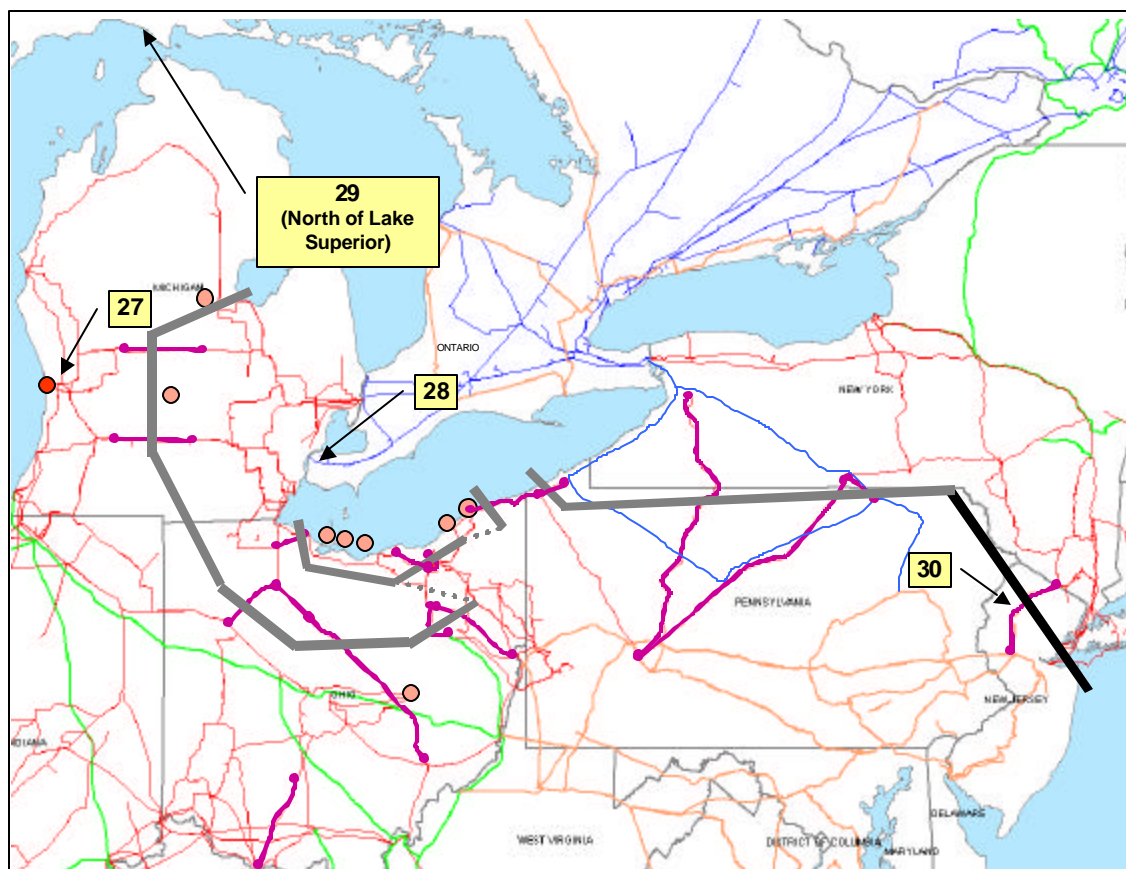 29
(North of Lake
Superior)
MICHIGAN
27
ONTARIO
28
NEW YORK
30
PENNSYLVANIA
OHIO
NEW JERSEY
INDIANA
DELAWARE
WEST VIRGINIA
DISTRICT OF COLUMBIA
MARYLAND